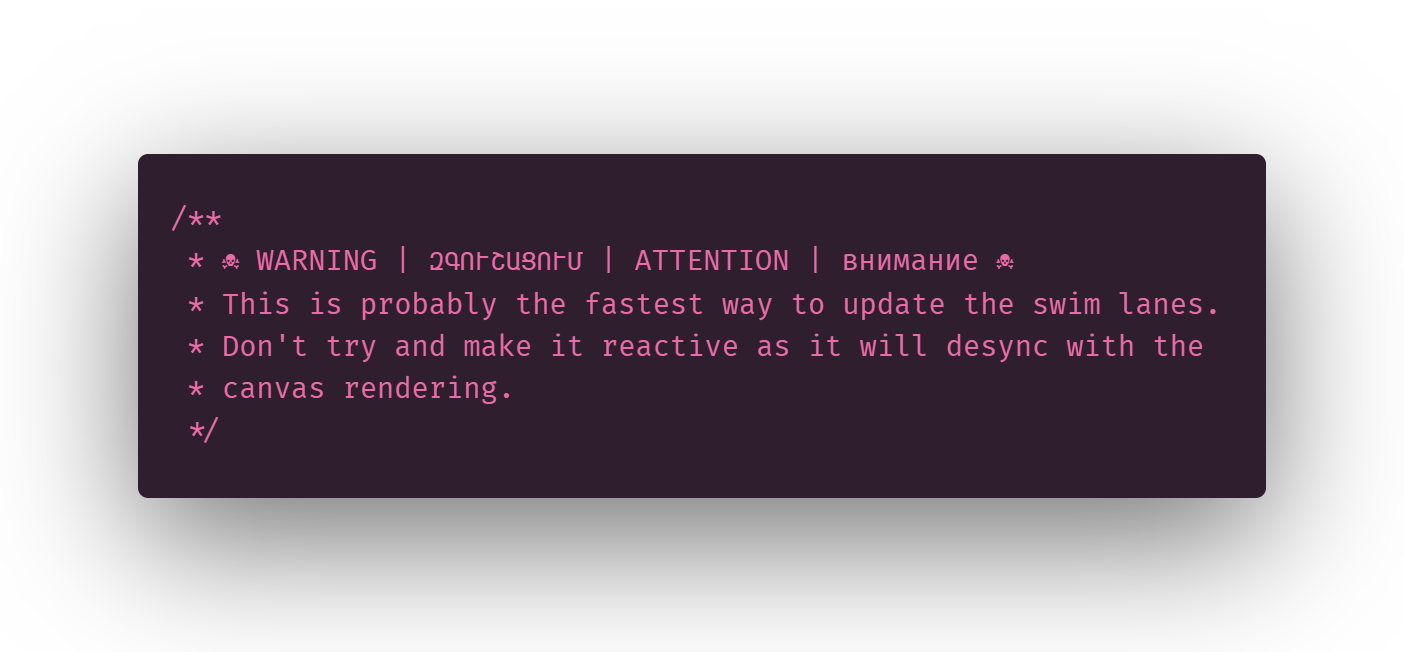 /**
 * ☠ WARNING | ԶԳՈՒՇԱՑՈՒՄ | ATTENTION | внимание ☠
 * This is probably the fastest way to update the swim lanes.
 * Don't try and make it reactive as it will desync with the
 * canvas rendering.
 */